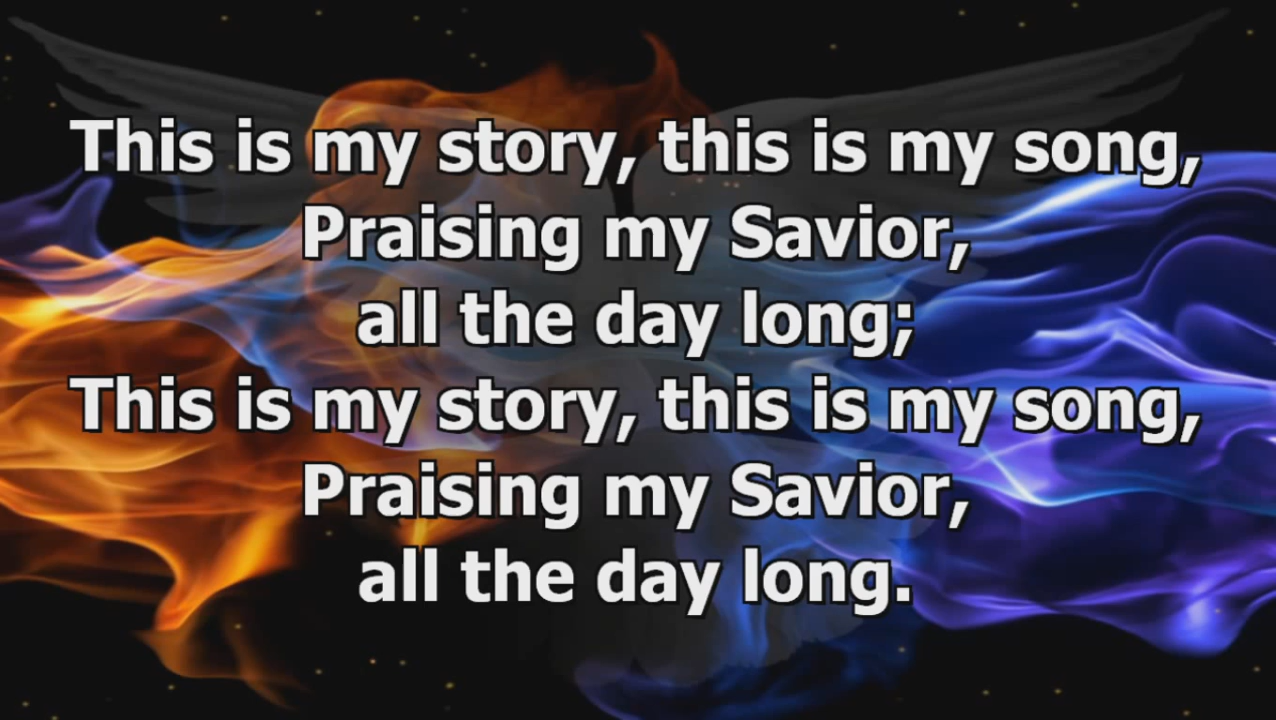 This is my story, this is my song,
Praising my Savior,
all the day long;
This is my story, this is my song,
Praising my Savior,
all the day long.